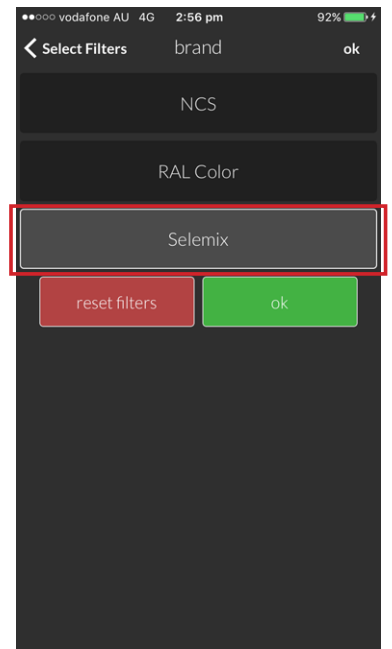 vodafone AU 4G 2:56 pm 92%
Select Filters brand ok
NCS
RAL Color
Selemix
reset filters ok